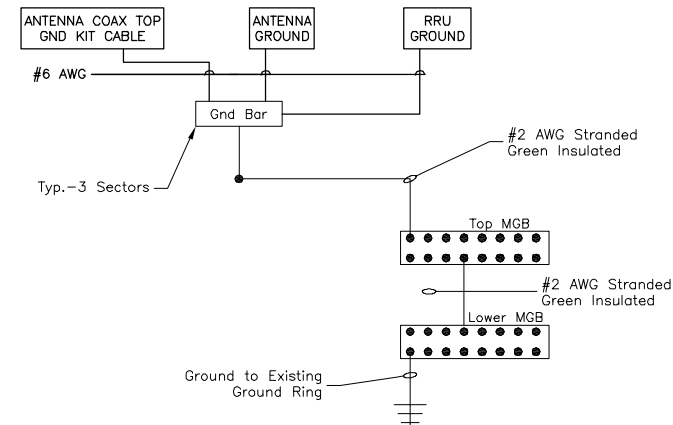 ANTENNA COAX TOP
GND KIT CABLE
ANTENNA
GROUND
RRU
GROUND
#6 AWG
Gnd Bar
#2 AWG Stranded
Green Insulated
Typ.-3 Sectors
Top MGB
#2 AWG Stranded
Green Insulated
Lower MGB
Ground to Existing
Ground Ring